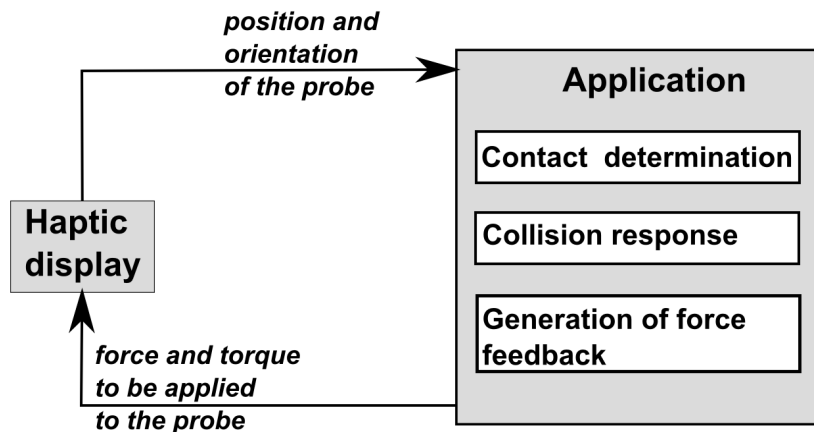 position and
orientation
of the probe
Application
Contact determination
Collision response
Generation of force
feedback
Haptic
display
force and torque
to be applied
to the probe